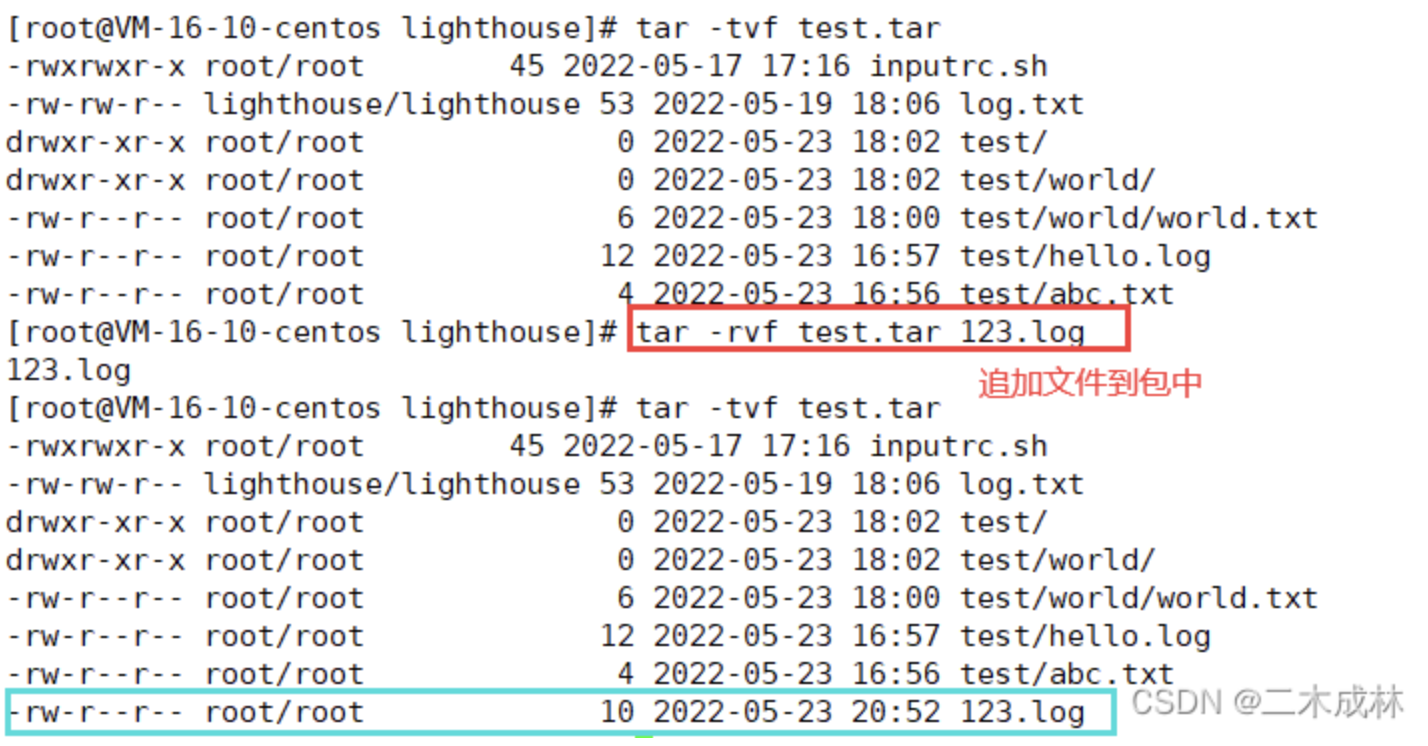 [root@VM-16-10-centos lighthouse]# tar -tvf test.tar
-rwxrwxr-x root/root        45 2022-05-17 17:16 inputrc.sh
-rw-rw-r-- lighthouse/lighthouse 53 2022-05-19 18:06 log.txt
drwxr-xr-x root/root              0 2022-05-23 18:02 test/
drwxr-xr-x root/root              0 2022-05-23 18:02 test/world/
-rw-r--r-- root/root              6 2022-05-23 18:00 test/world/world.txt
-rw-r--r-- root/root             12 2022-05-23 16:57 test/hello.log
-rw-r--r-- root/root              4 2022-05-23 16:56 test/abc.txt
[root@VM-16-10-centos lighthouse]# tar -rvf test.tar 123.log
123.log
追加文件到包中
[root@VM-16-10-centos lighthouse]# tar -tvf test.tar
-rwxrwxr-x root/root        45 2022-05-17 17:16 inputrc.sh
-rw-rw-r-- lighthouse/lighthouse 53 2022-05-19 18:06 log.txt
drwxr-xr-x root/root              0 2022-05-23 18:02 test/
drwxr-xr-x root/root              0 2022-05-23 18:02 test/world/
-rw-r--r-- root/root              6 2022-05-23 18:00 test/world/world.txt
-rw-r--r-- root/root             12 2022-05-23 16:57 test/hello.log
-rw-r--r-- root/root              4 2022-05-23 16:56 test/abc.txt
-rw-r--r-- root/root             10 2022-05-23 20:52 123.log
CSDN @二木成林